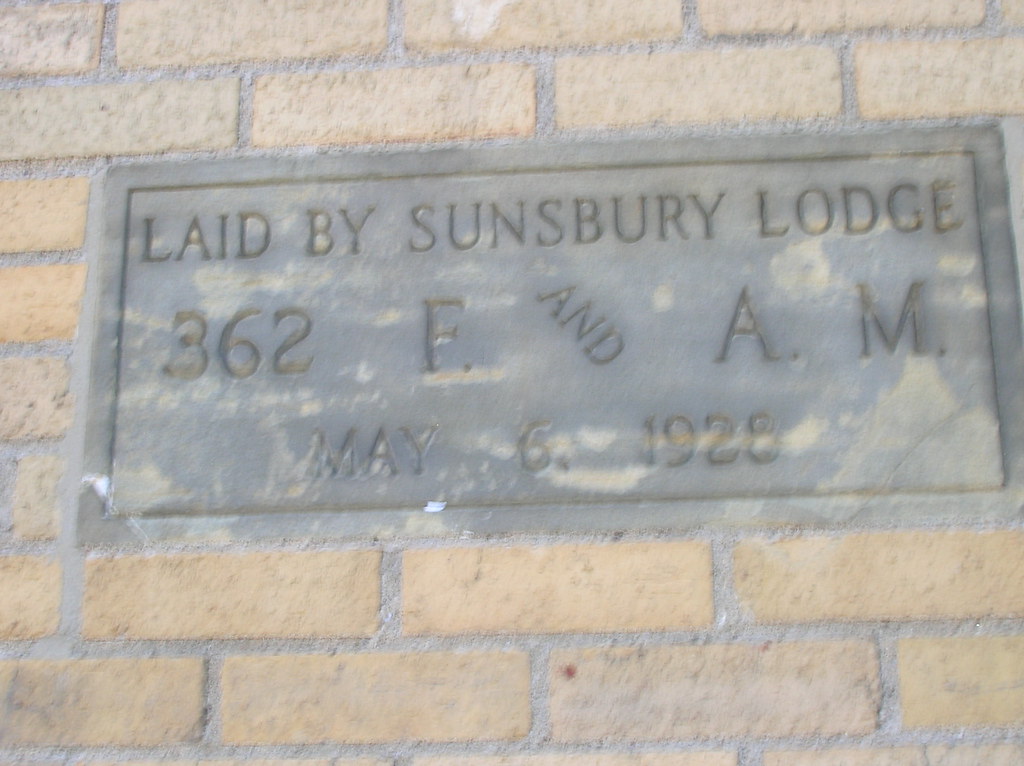 LAID BY SUNSBURY LODGE
362 F. AND A. M.
MAY 6. 1928